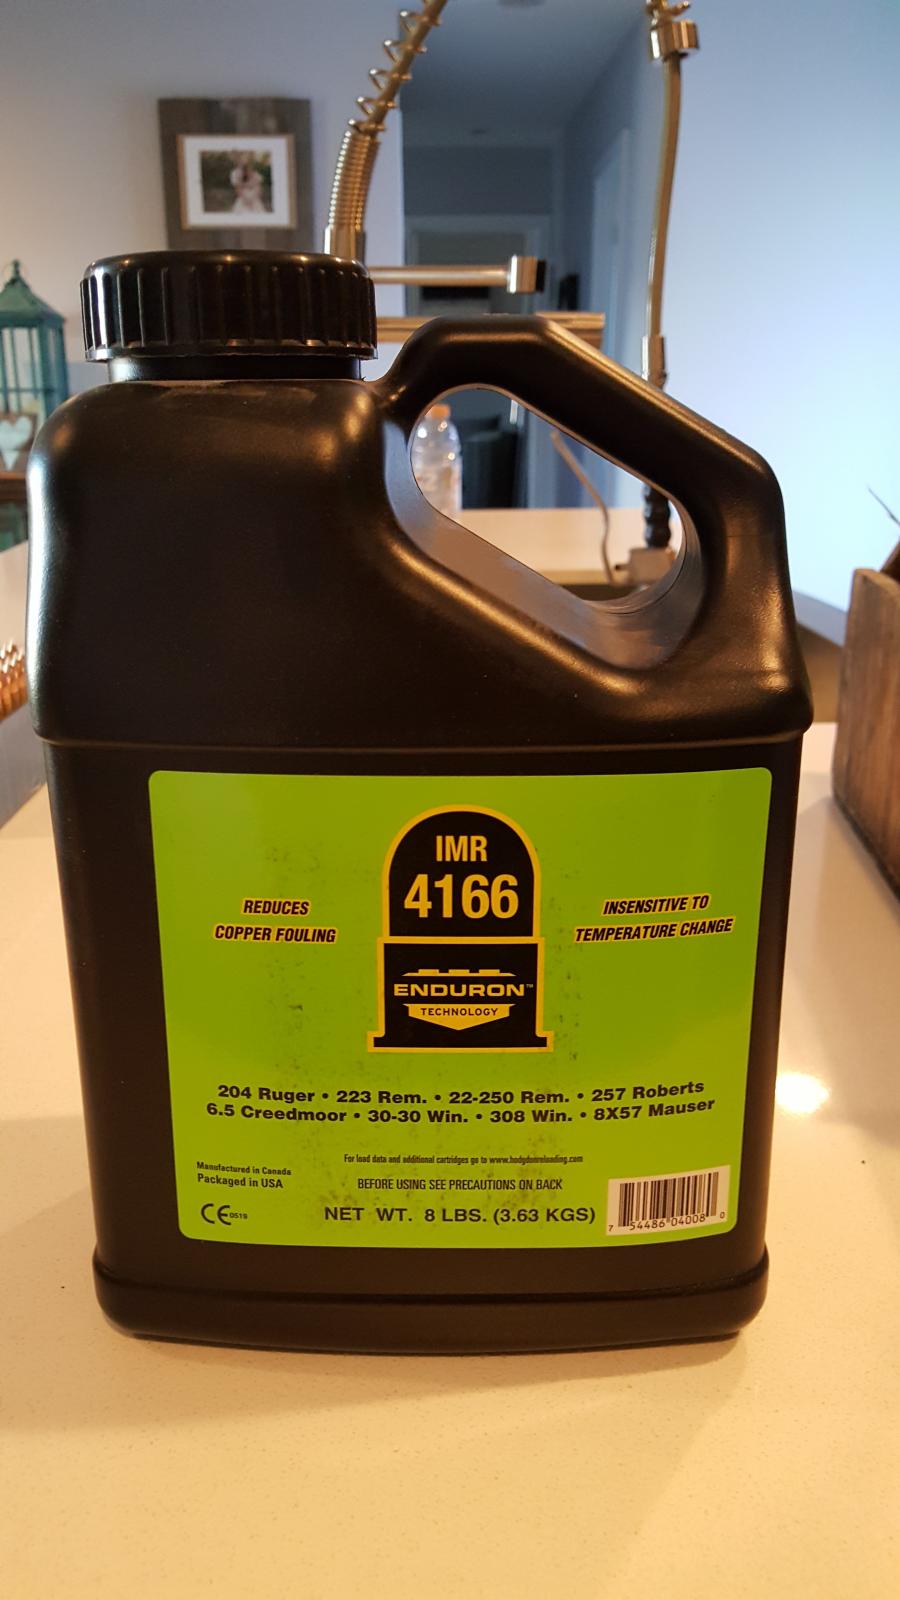 IMR
4166
REDUCES
COPPER FOULING
INSENSITIVE TO
TEMPERATURE CHANGE
ENDURON™
TECHNOLOGY
204 Ruger • 223 Rem. • 22-250 Rem. • 257 Roberts
6.5 Creedmoor • 30-30 Win. • 308 Win. • 8X57 Mauser
For load data and additional cartridges go to www.hodgdonreloading.com
Manufactured in Canada
Packaged in USA
BEFORE USING SEE PRECAUTIONS ON BACK
CE 0519
NET WT. 8 LBS. (3.63 KGS)
7 54486 04008 0